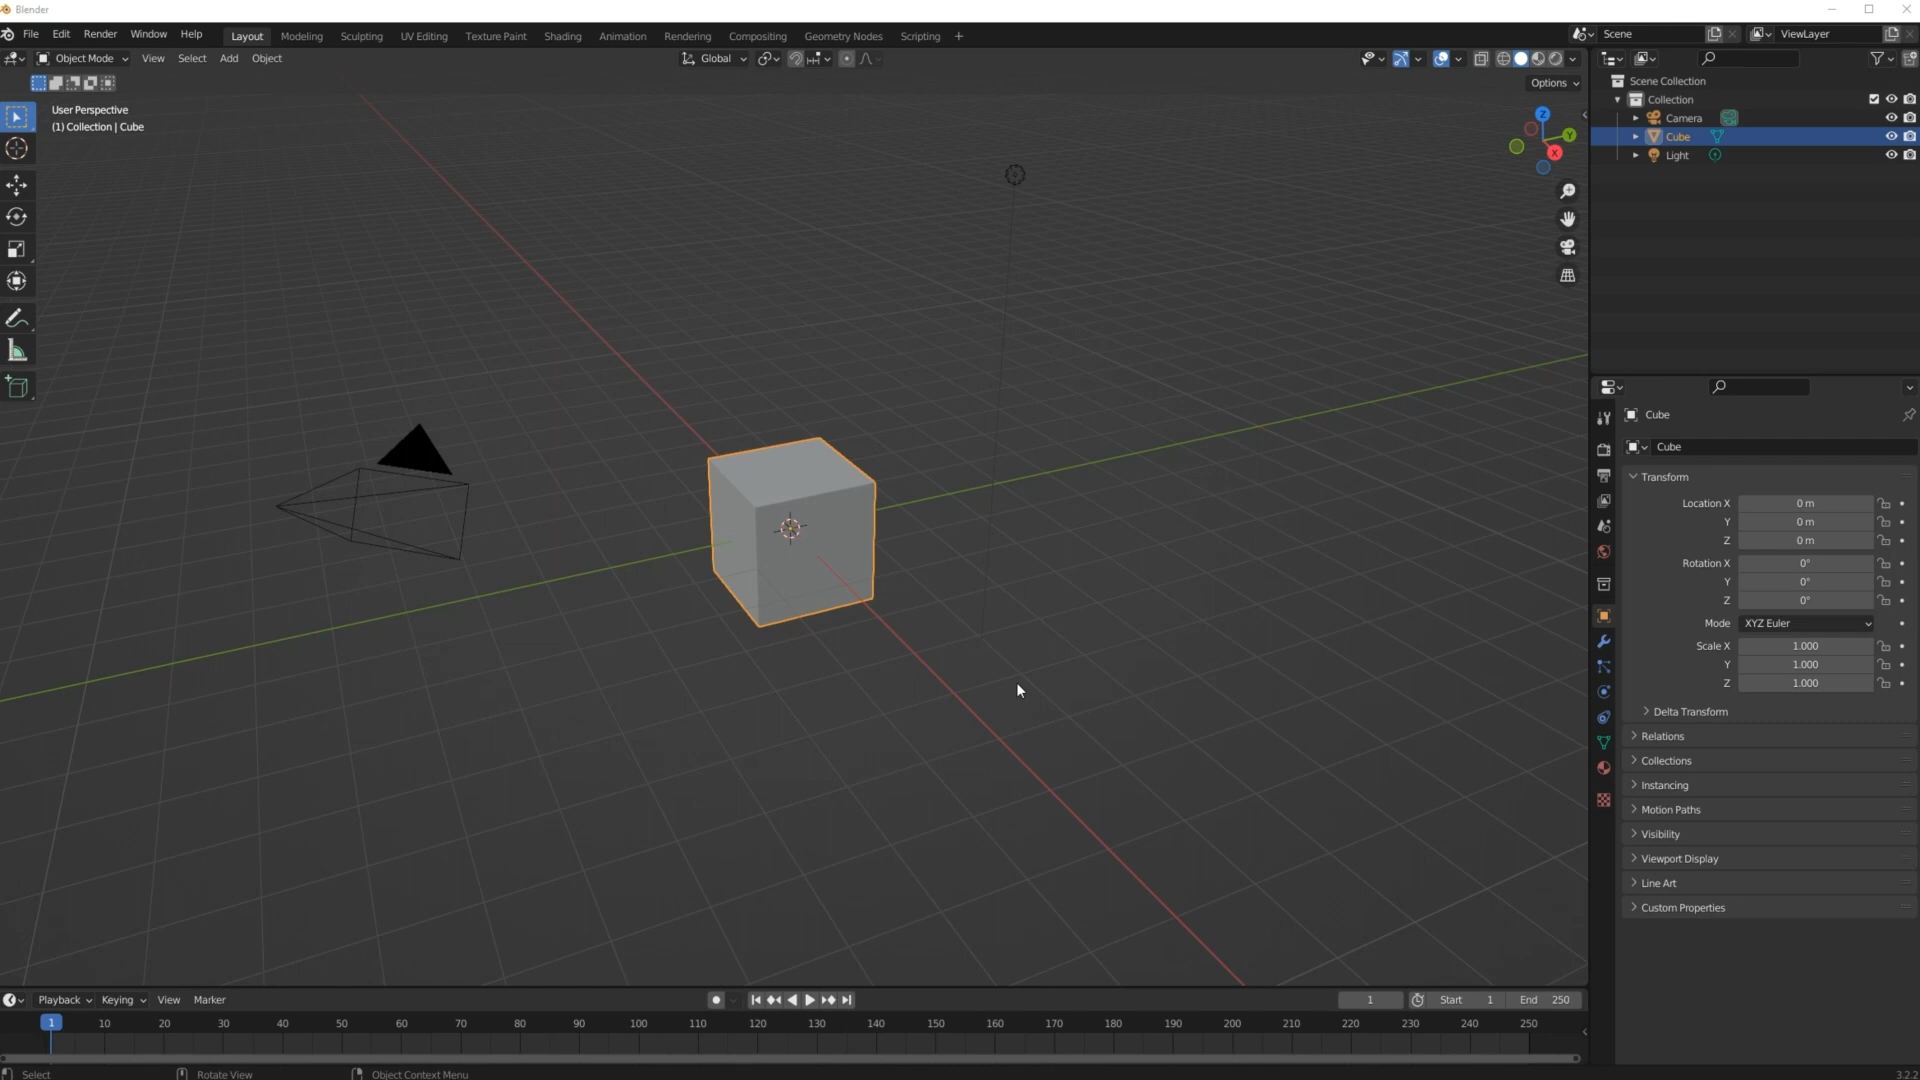 Blender
File Edit Render Window Help Layout Modeling Sculpting UV Editing Texture Paint Shading Animation Rendering Compositing Geometry Nodes Scripting + Scene ViewLayer
Object Mode View Select Add Object Global
Options
User Perspective
(1) Collection | Cube
Z
Y
X
Scene Collection
Collection
Camera
Cube
Light
Cube
Cube
Transform
Location X 0 m
Y 0 m
Z 0 m
Rotation X 0°
Y 0°
Z 0°
Mode XYZ Euler
Scale X 1.000
Y 1.000
Z 1.000
Delta Transform
Relations
Collections
Instancing
Motion Paths
Visibility
Viewport Display
Line Art
Custom Properties
Playback Keying View Marker 1 Start 1 End 250
1 10 20 30 40 50 60 70 80 90 100 110 120 130 140 150 160 170 180 190 200 210 220 230 240 250
Select Rotate View Object Context Menu 3.2.2